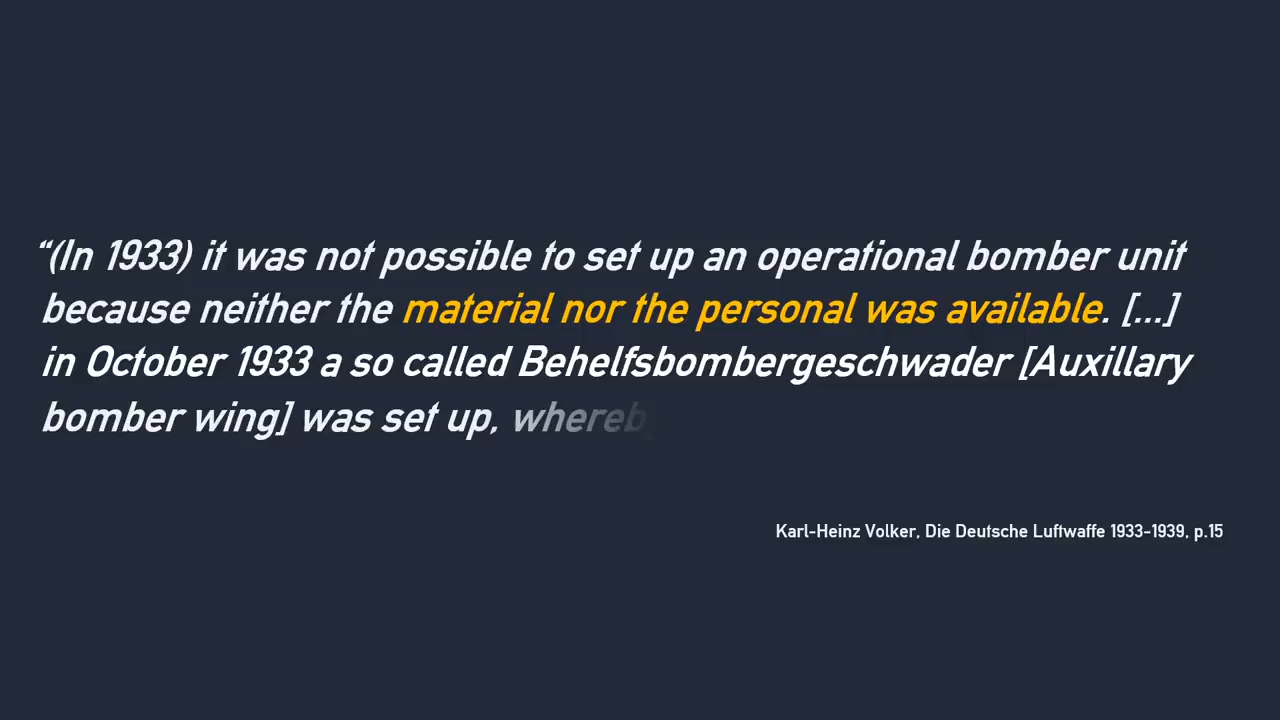 “(In 1933) it was not possible to set up an operational bomber unit
because neither the material nor the personal was available. [...]
in October 1933 a so called Behelfsbombergeschwader [Auxillary
bomber wing] was set up, whereb
Karl-Heinz Volker, Die Deutsche Luftwaffe 1933-1939, p.15